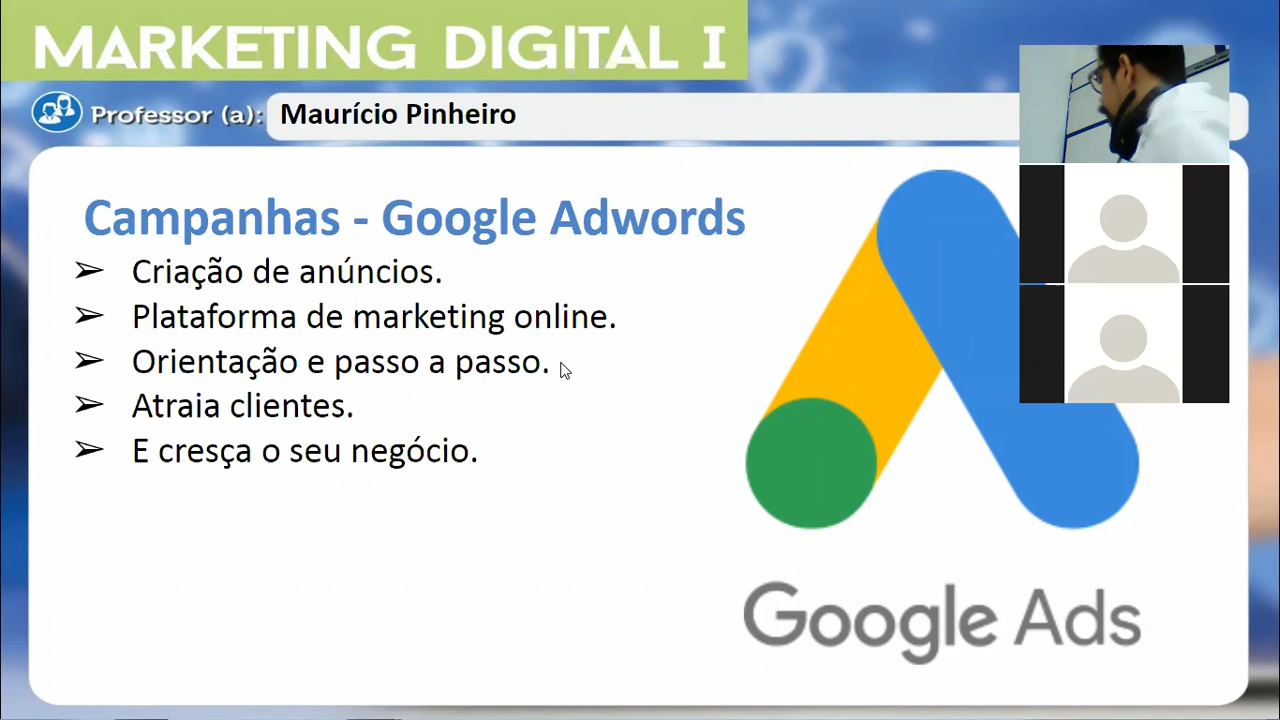 MARKETING DIGITAL I
Professor (a): Maurício Pinheiro
Campanhas - Google Adwords
➢ Criação de anúncios.
➢ Plataforma de marketing online.
➢ Orientação e passo a passo.
➢ Atraia clientes.
➢ E cresça o seu negócio.
Google Ads